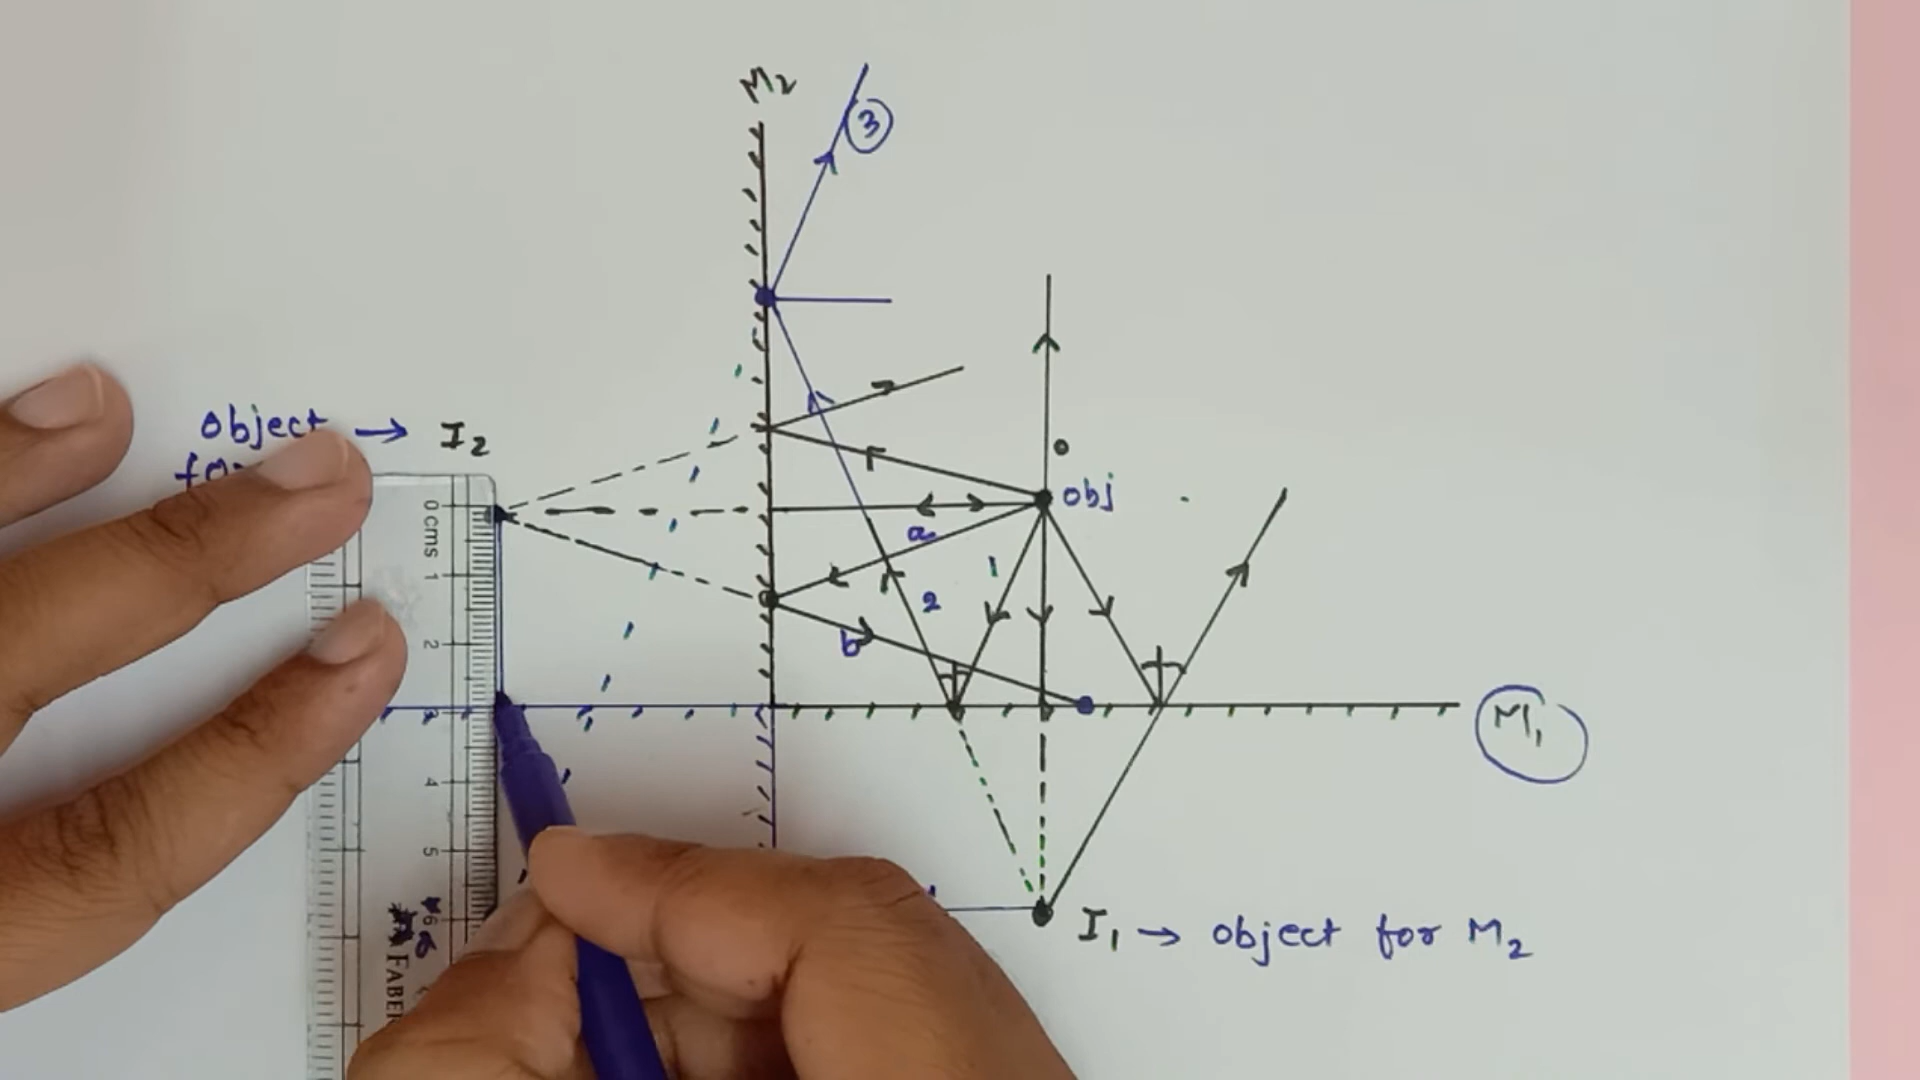 M2
3
object → I2
obj
a
1
2
b
M1
I1 → object for M2
0 cms 1 2 3 4 5 6
FABER